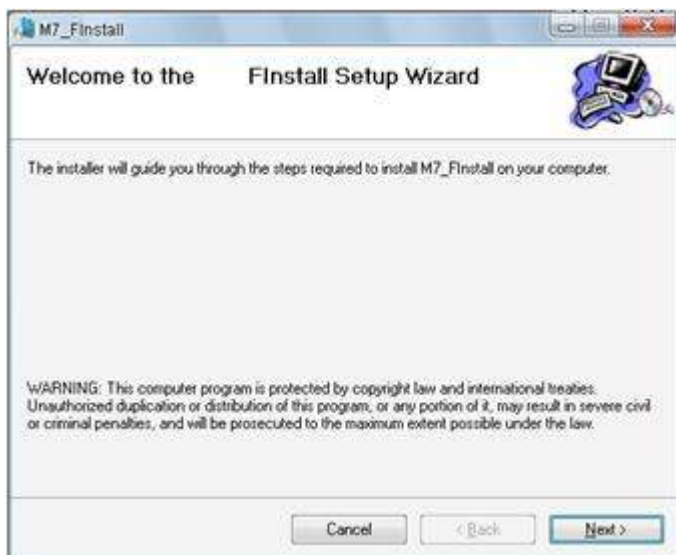 M7_FInstall
Welcome to the FInstall Setup Wizard
The installer will guide you through the steps required to install M7_FInstall on your computer.
WARNING: This computer program is protected by copyright law and international treaties.
Unauthorized duplication or distribution of this program, or any portion of it, may result in severe civil
or criminal penalties, and will be prosecuted to the maximum extent possible under the law.
Cancel
< Back
Next >